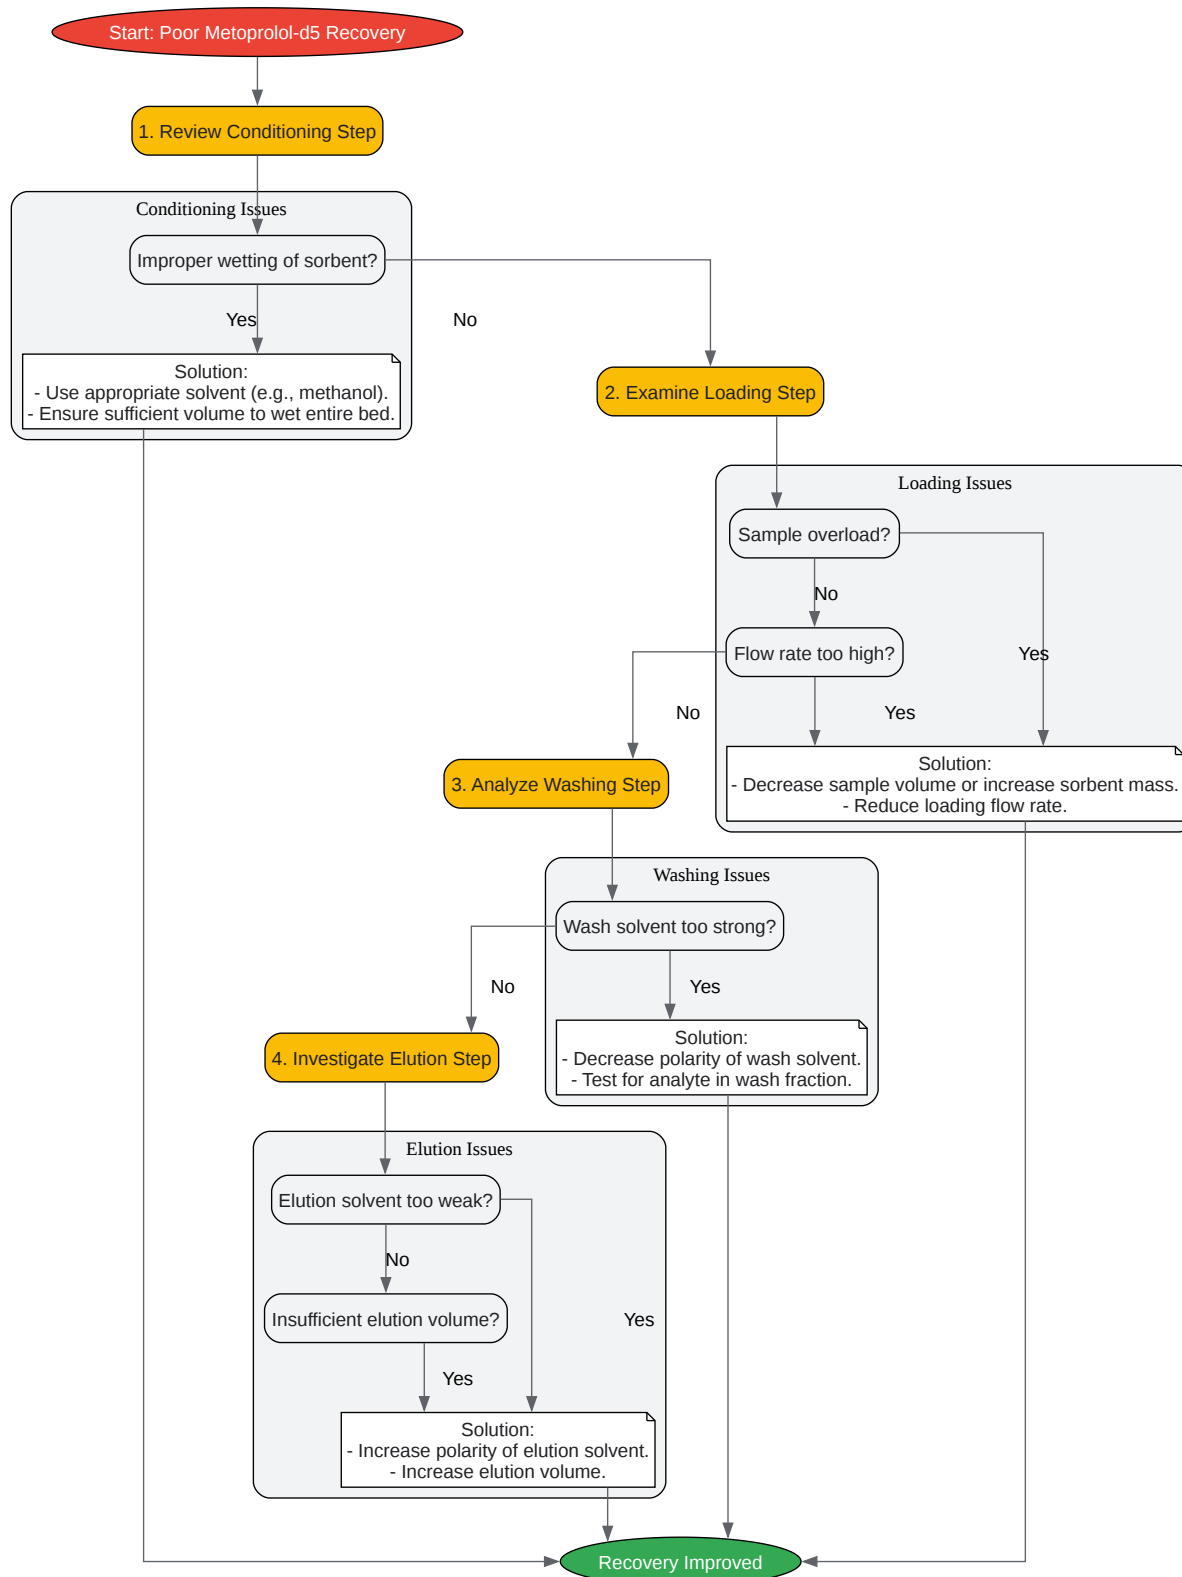 Start: Poor Metoprolol-d5 Recovery
1. Review Conditioning Step
Conditioning Issues
Improper wetting of sorbent?
Yes
No
Solution:
- Use appropriate solvent (e.g., methanol).
- Ensure sufficient volume to wet entire bed.
2. Examine Loading Step
Loading Issues
Sample overload?
No
Yes
Flow rate too high?
No
Yes
Solution:
- Decrease sample volume or increase sorbent mass.
- Reduce loading flow rate.
3. Analyze Washing Step
Washing Issues
Wash solvent too strong?
No
Yes
Solution:
- Decrease polarity of wash solvent.
- Test for analyte in wash fraction.
4. Investigate Elution Step
Elution Issues
Elution solvent too weak?
No
Yes
Insufficient elution volume?
Yes
Solution:
- Increase polarity of elution solvent.
- Increase elution volume.
Recovery Improved